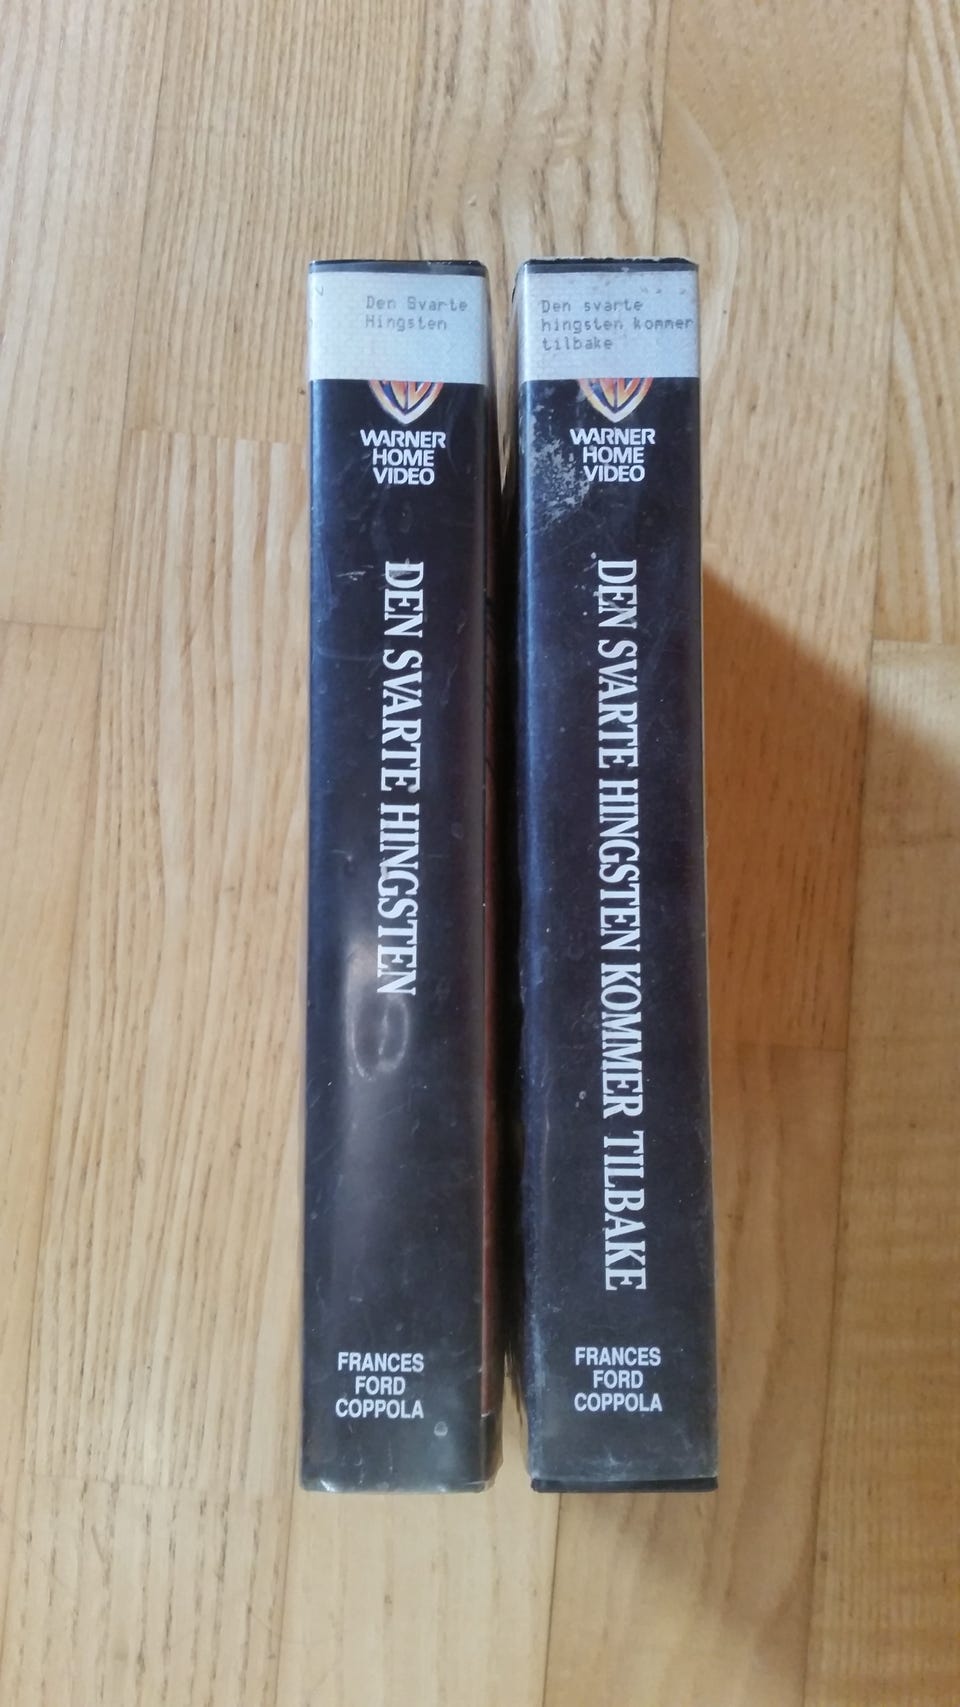 Den Svarte
Hingsten
WARNER
HOME
VIDEO
DEN SVARTE HINGSTEN
FRANCES
FORD
COPPOLA
Den svarte
hingsten kommer
tilbake
WARNER
HOME
VIDEO
DEN SVARTE HINGSTEN KOMMER TILBAKE
FRANCES
FORD
COPPOLA